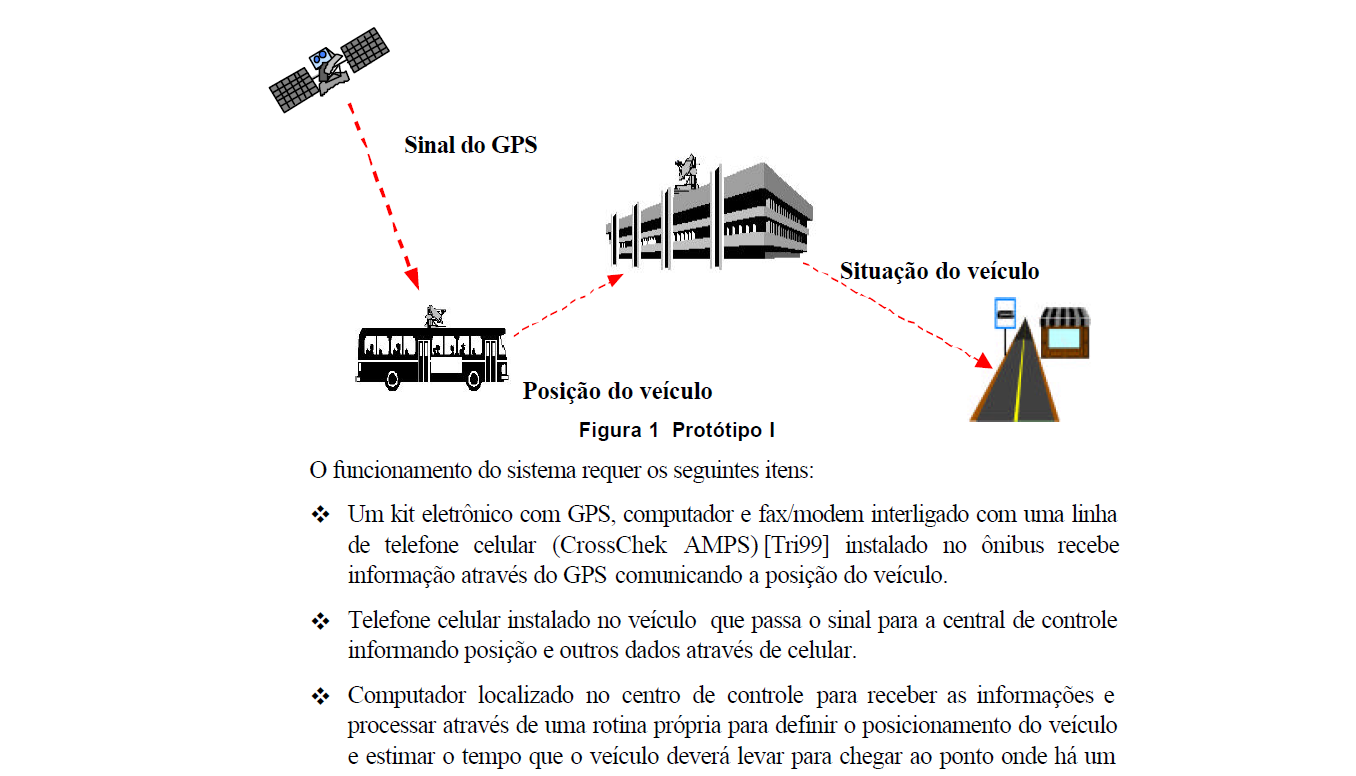 Sinal do GPS
Situação do veículo
Posição do veículo
Figura 1 Protótipo I
O funcionamento do sistema requer os seguintes itens:
❖ Um kit eletrônico com GPS, computador e fax/modem interligado com uma linha
de telefone celular (CrossChek AMPS) [Tri99] instalado no ônibus recebe
informação através do GPS comunicando a posição do veículo.
❖ Telefone celular instalado no veículo que passa o sinal para a central de controle
informando posição e outros dados através de celular.
❖ Computador localizado no centro de controle para receber as informações e
processar através de uma rotina própria para definir o posicionamento do veículo
e estimar o tempo que o veículo deverá levar para chegar ao ponto onde há um